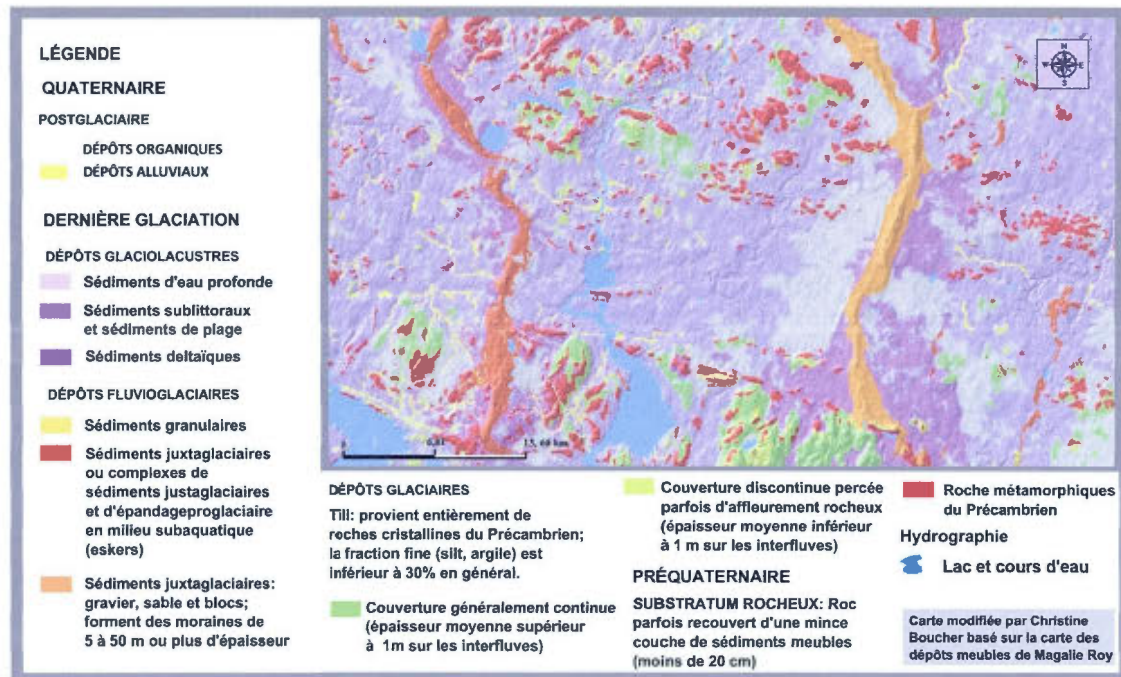 LÉGENDE
QUATERNAIRE
POSTGLACIAIRE
DÉPÔTS ORGANIQUES
DÉPÔTS ALLUVIAUX
DERNIÈRE GLACIATION
DÉPÔTS GLACIOLACUSTRES
Sédiments d'eau profonde
Sédiments sublittoraux
et sédiments de plage
Sédiments deltaïques
DÉPÔTS FLUVIOGLACIAIRES
Sédiments granulaires
Sédiments juxtaglaciaires
ou complexes de
sédiments justaglaciaires
et d'épandageproglaciaire
en milieu subaquatique
(eskers)
Sédiments juxtaglaciaires:
gravier, sable et blocs;
forment des moraines de
5 à 50 m ou plus d'épaisseur
N
W E
S
DÉPÔTS GLACIAIRES
Till: provient entièrement de
reches cristallines du Précambrien;
la fraction fine (silt, argile) est
inférieur à 30% en général.
Couverture généralement continue
(épaisseur moyenne supérieur
à 1m sur les interfluves)
Couverture discontinue percée
parfois d'affleurement rocheux
(épaisseur moyenne inférieur
à 1 m sur les interfluves)
PRÉQUATERNAIRE
SUBSTRATUM ROCHEUX: Roc
parfois recouvert d'une mince
couche de sédiments meubles
(moins de 20 cm)
Roche métamorphiques
du Précambrien
Hydrographie
Lac et cours d'eau
Carte modifiée par Christine
Boucher basé sur la carte des
dépôts meubles de Magalie Roy